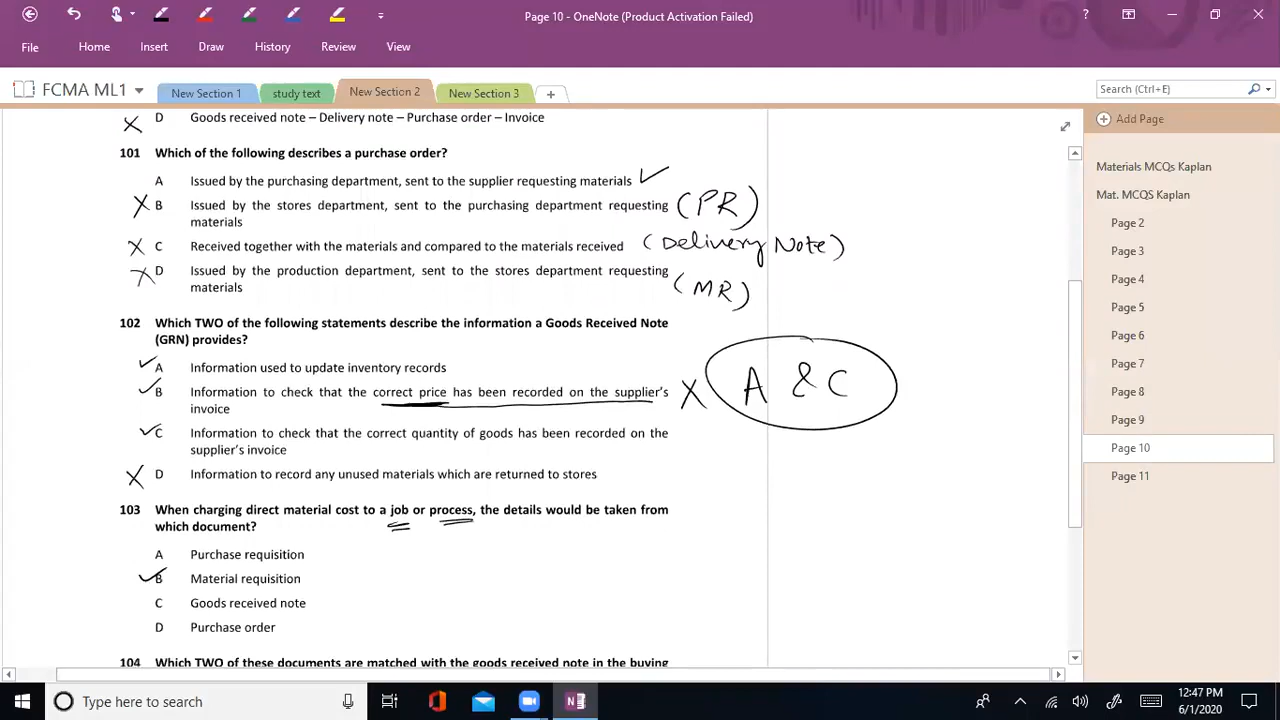 Page 10 - OneNote (Product Activation Failed)
File Home Insert Draw History Review View
FCMA ML1
New Section 1 study text New Section 2 New Section 3
Search (Ctrl+E)
Add Page
Materials MCQs Kaplan
Mat. MCQS Kaplan
Page 2
Page 3
Page 4
Page 5
Page 6
Page 7
Page 8
Page 9
Page 10
Page 11
D Goods received note – Delivery note – Purchase order – Invoice
101 Which of the following describes a purchase order?
A Issued by the purchasing department, sent to the supplier requesting materials
B Issued by the stores department, sent to the purchasing department requesting (PR)
materials
C Received together with the materials and compared to the materials received (Delivery Note)
D Issued by the production department, sent to the stores department requesting
materials (MR)
102 Which TWO of the following statements describe the information a Goods Received Note
(GRN) provides?
A Information used to update inventory records
B Information to check that the correct price has been recorded on the supplier's X A & C
invoice
C Information to check that the correct quantity of goods has been recorded on the
supplier's invoice
D Information to record any unused materials which are returned to stores
103 When charging direct material cost to a job or process, the details would be taken from
which document?
A Purchase requisition
B Material requisition
C Goods received note
D Purchase order
104 Which TWO of these documents are matched with the goods received note in the buying
Type here to search
12:47 PM
6/1/2020